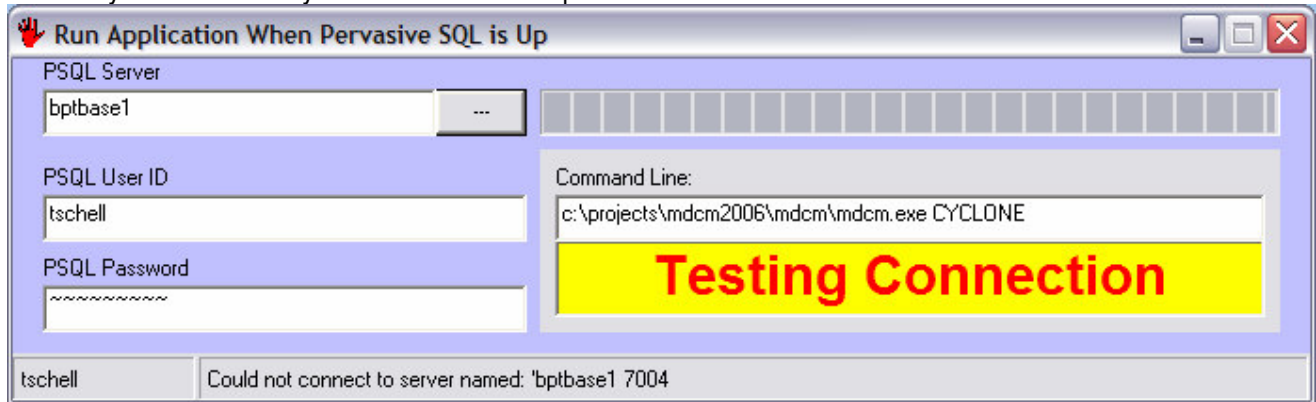 Run Application When Pervasive SQL is Up
PSQL Server
bptbase1
---
PSQL User ID
tschell
Command Line:
c:\projects\mdcm2006\mdcm\mdcm.exe CYCLONE
PSQL Password
~~~~~~~~~
Testing Connection
tschell
Could not connect to server named: 'bptbase1 7004